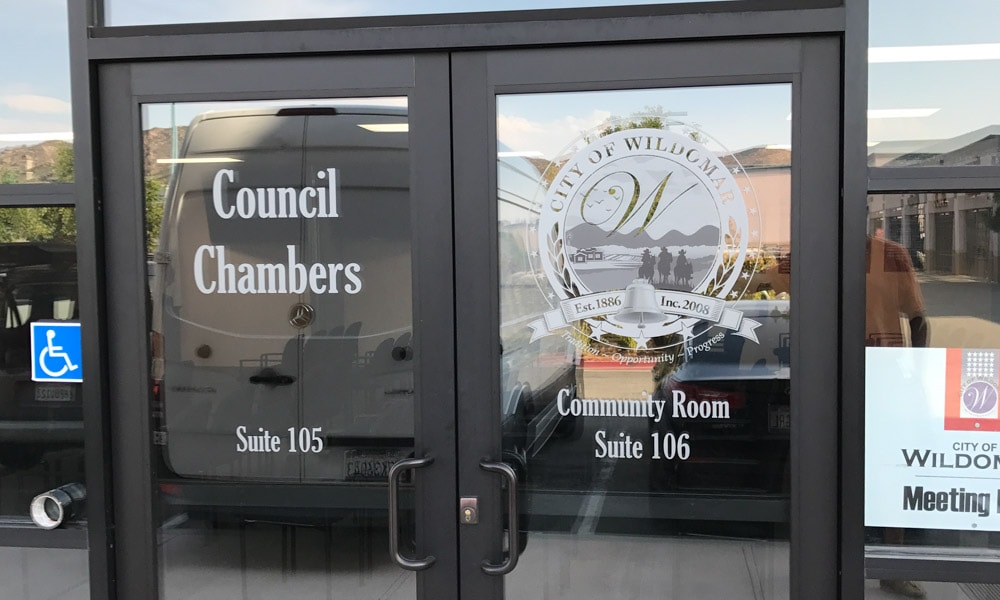 Council
Chambers
Suite 105
CITY OF WILDOMAR
W
Est. 1886 Inc. 2008
Tradition ~ Opportunity ~ Progress
Community Room
Suite 106
W
CITY OF
Meeting